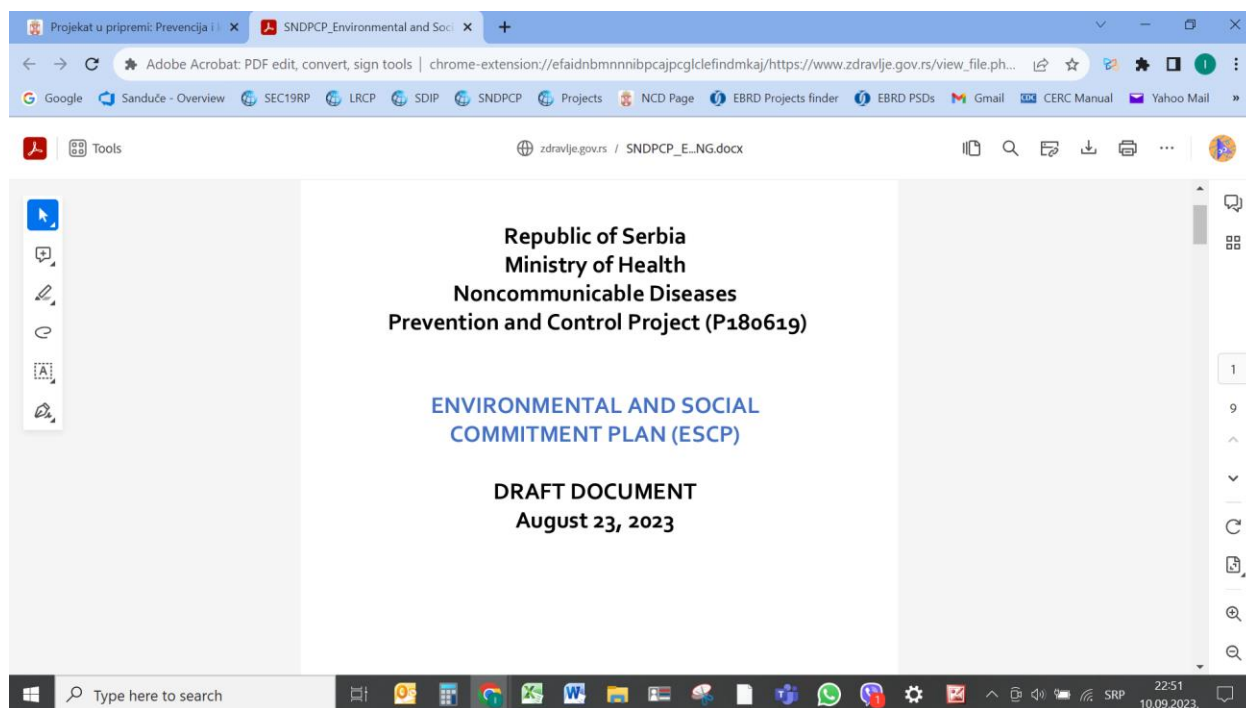 Projekat u pripremi: Prevencija i
SNDPCP_Environmental and Soci
Adobe Acrobat: PDF edit, convert, sign tools | chrome-extension://efaidnbmnnnibpcajpcglclefindmkaj/https://www.zdravlje.gov.rs/view_file.ph...
Google Sanduče - Overview SEC19RP LRCP SDIP SNDPCP Projects NCD Page EBRD Projects finder EBRD PSDs Gmail CERC Manual Yahoo Mail »
Tools zdravlje.gov.rs / SNDPCP_E...NG.docx
Republic of Serbia
Ministry of Health
Noncommunicable Diseases
Prevention and Control Project (P180619)
ENVIRONMENTAL AND SOCIAL
COMMITMENT PLAN (ESCP)
DRAFT DOCUMENT
August 23, 2023
1
9
Type here to search
SRP
22:51
10.09.2023.